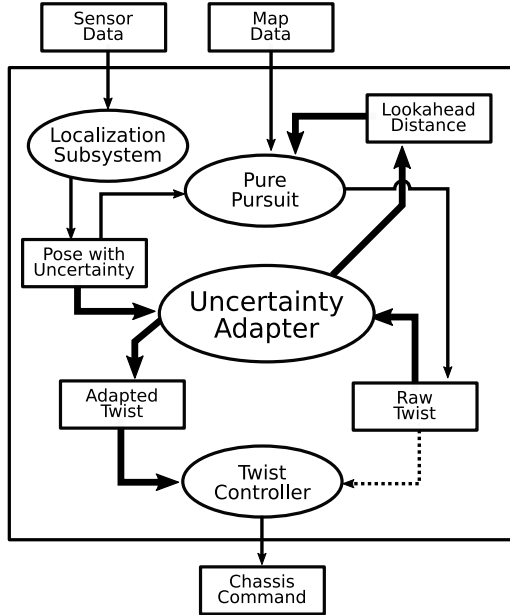 Sensor
Data
Map
Data
Localization
Subsystem
Lookahead
Distance
Pure
Pursuit
Pose with
Uncertainty
Uncertainty
Adapter
Adapted
Twist
Raw
Twist
Twist
Controller
Chassis
Command